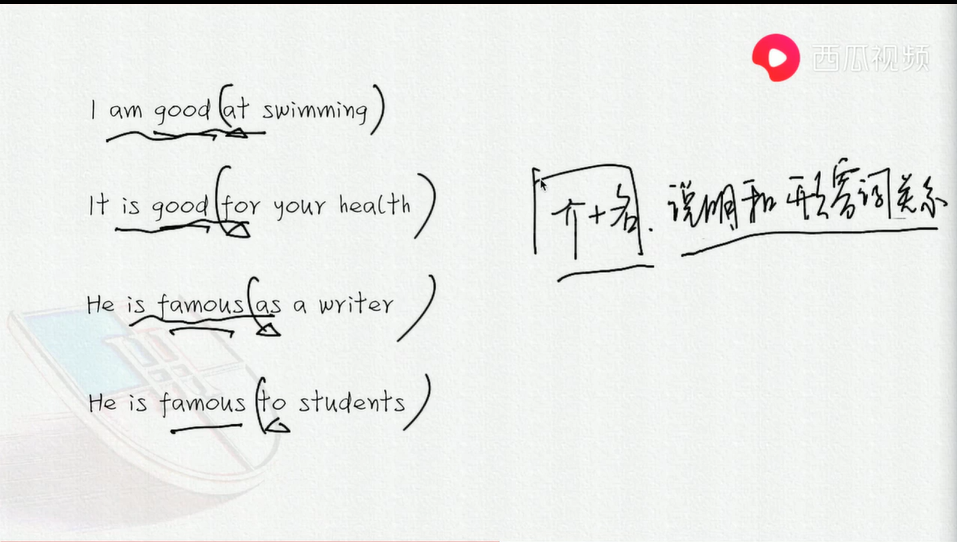 西瓜视频
I am good (at swimming)
It is good (for your health)
介+名. 说明和形容词关系
He is famous (as a writer)
He is famous (to students)